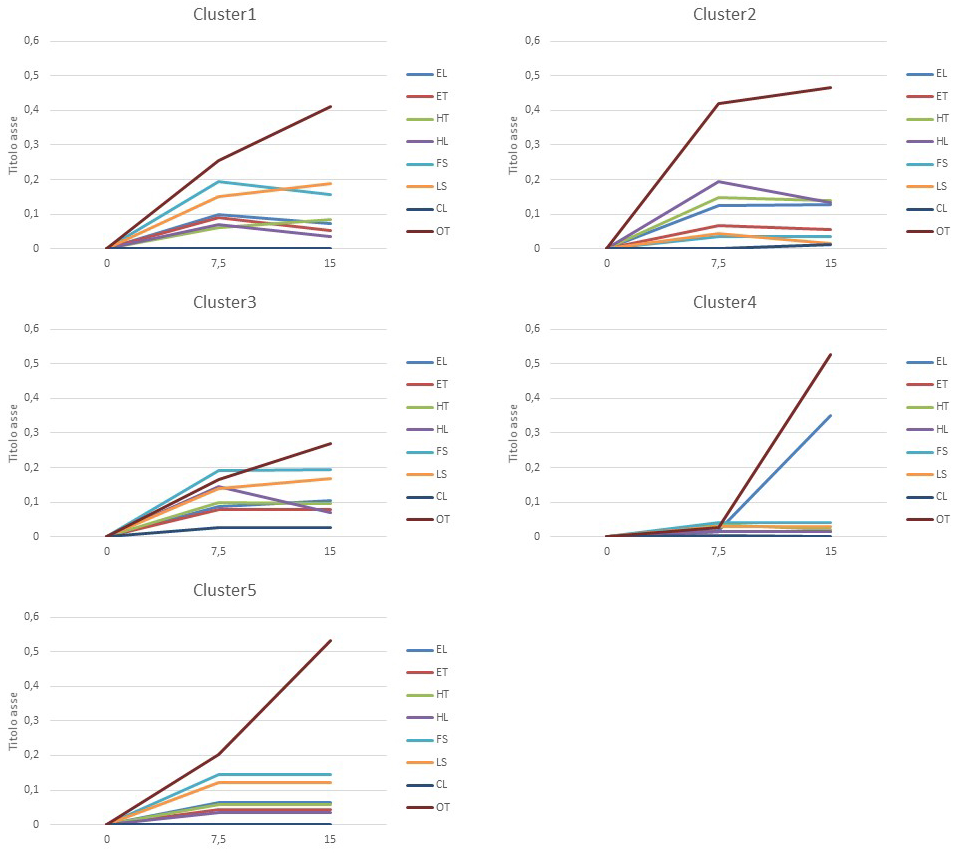 Cluster1
0,6
0,5
0,4
0,3
0,2
0,1
0
Titolo asse
0
7,5
15
EL
ET
HT
HL
FS
LS
CL
OT
Cluster2
0,6
0,5
0,4
0,3
0,2
0,1
0
Titolo asse
0
7,5
15
EL
ET
HT
HL
FS
LS
CL
OT
Cluster3
0,6
0,5
0,4
0,3
0,2
0,1
0
Titolo asse
0
7,5
15
EL
ET
HT
HL
FS
LS
CL
OT
Cluster4
0,6
0,5
0,4
0,3
0,2
0,1
0
Titolo asse
0
7,5
15
EL
ET
HT
HL
FS
LS
CL
OT
Cluster5
0,6
0,5
0,4
0,3
0,2
0,1
0
Titolo asse
0
7,5
15
EL
ET
HT
HL
FS
LS
CL
OT